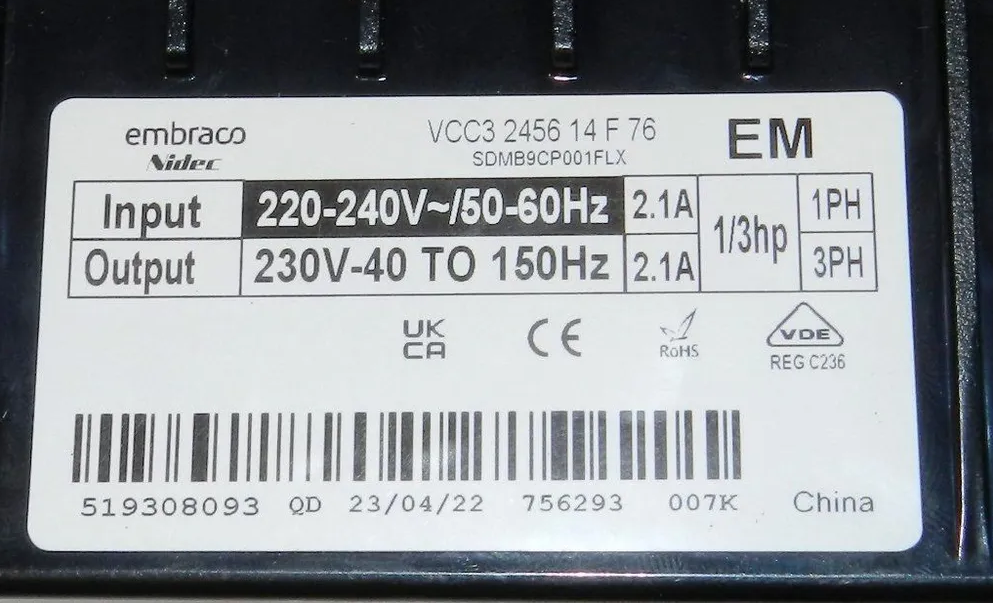 embraco
Nidec
VCC3 2456 14 F 76
SDMB9CP001FLX
EM
Input 220-240V~/50-60Hz 2.1A 1/3hp 1PH
Output 230V-40 TO 150Hz 2.1A 3PH
UK
CA
CE
RoHS
VDE
REG C236
519308093 QD 23/04/22 756293 007K China